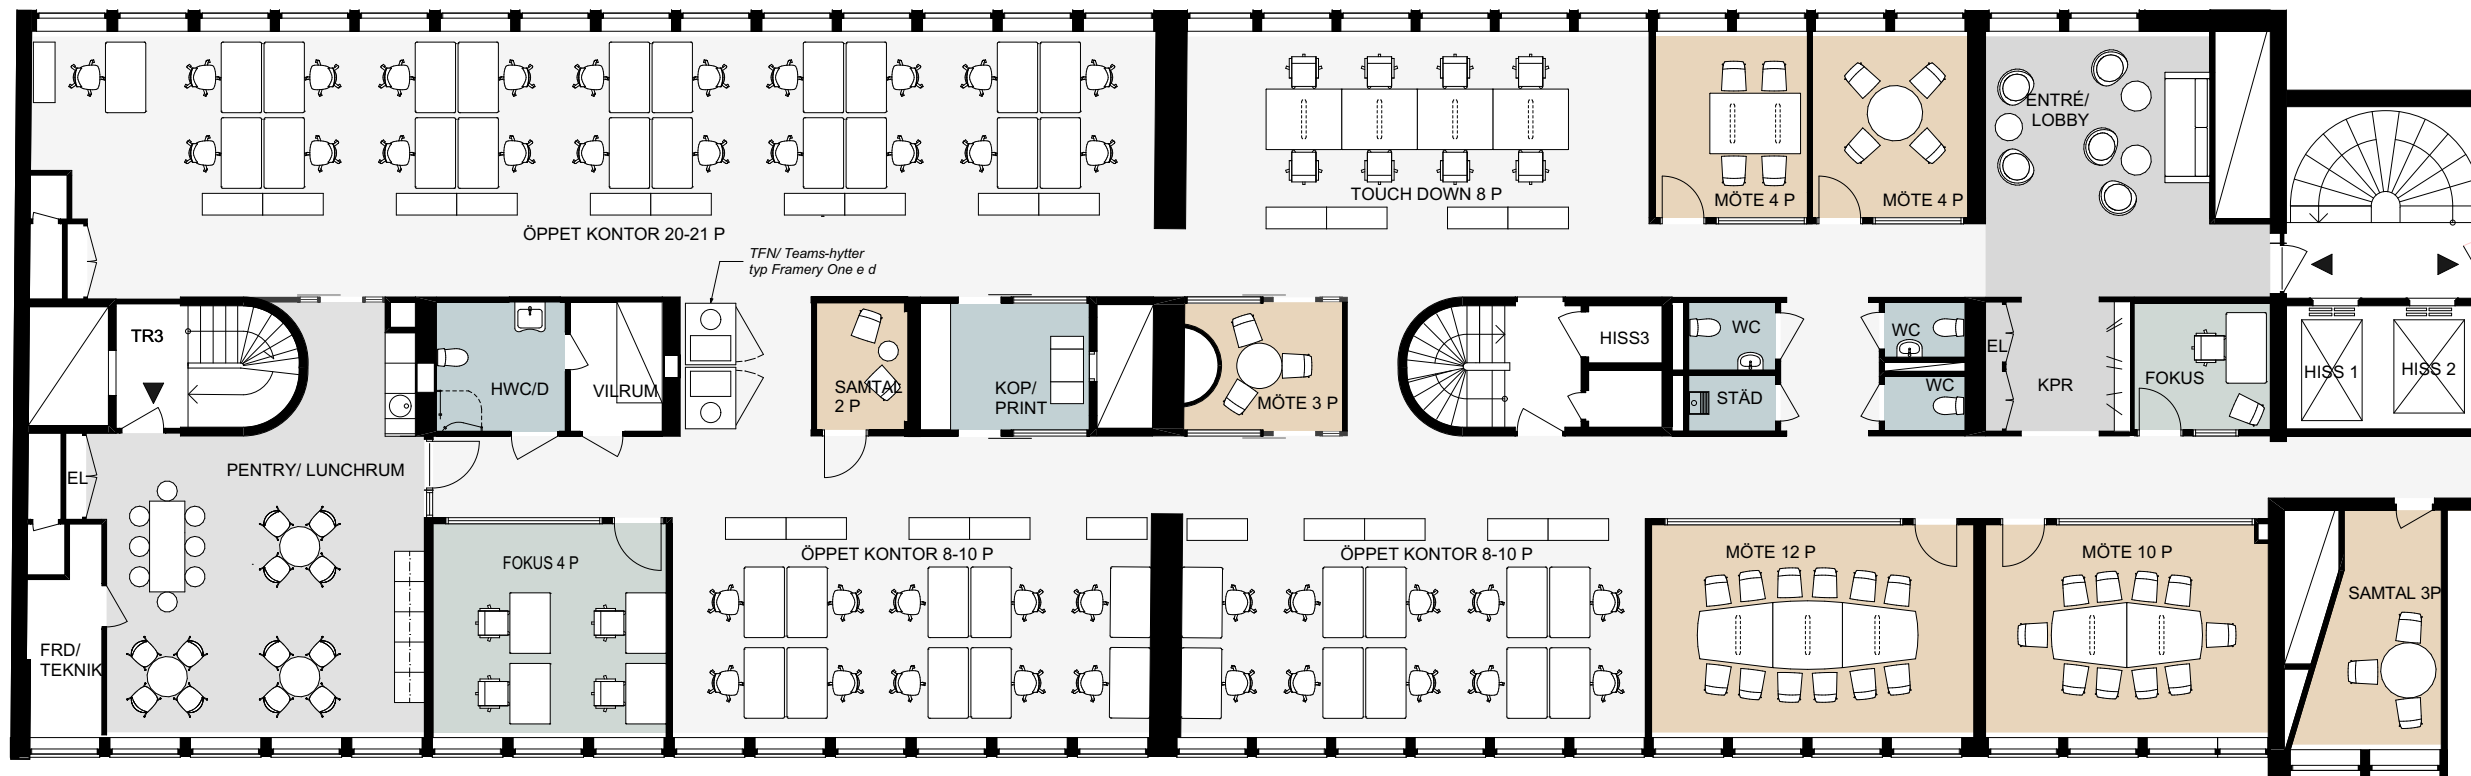 ÖPPET KONTOR 20-21 P
TFN/ Teams-hytter
typ Framery One e d
TOUCH DOWN 8 P
MÖTE 4 P
MÖTE 4 P
ENTRÉ/
LOBBY
TR3
HWC/D
VILRUM
SAMTAL
2 P
KOP/
PRINT
MÖTE 3 P
HISS3
WC
STÄD
WC
WC
EL
KPR
FOKUS
HISS 1
HISS 2
PENTRY/ LUNCHRUM
EL
FRD/
TEKNIK
FOKUS 4 P
ÖPPET KONTOR 8-10 P
ÖPPET KONTOR 8-10 P
MÖTE 12 P
MÖTE 10 P
SAMTAL 3P